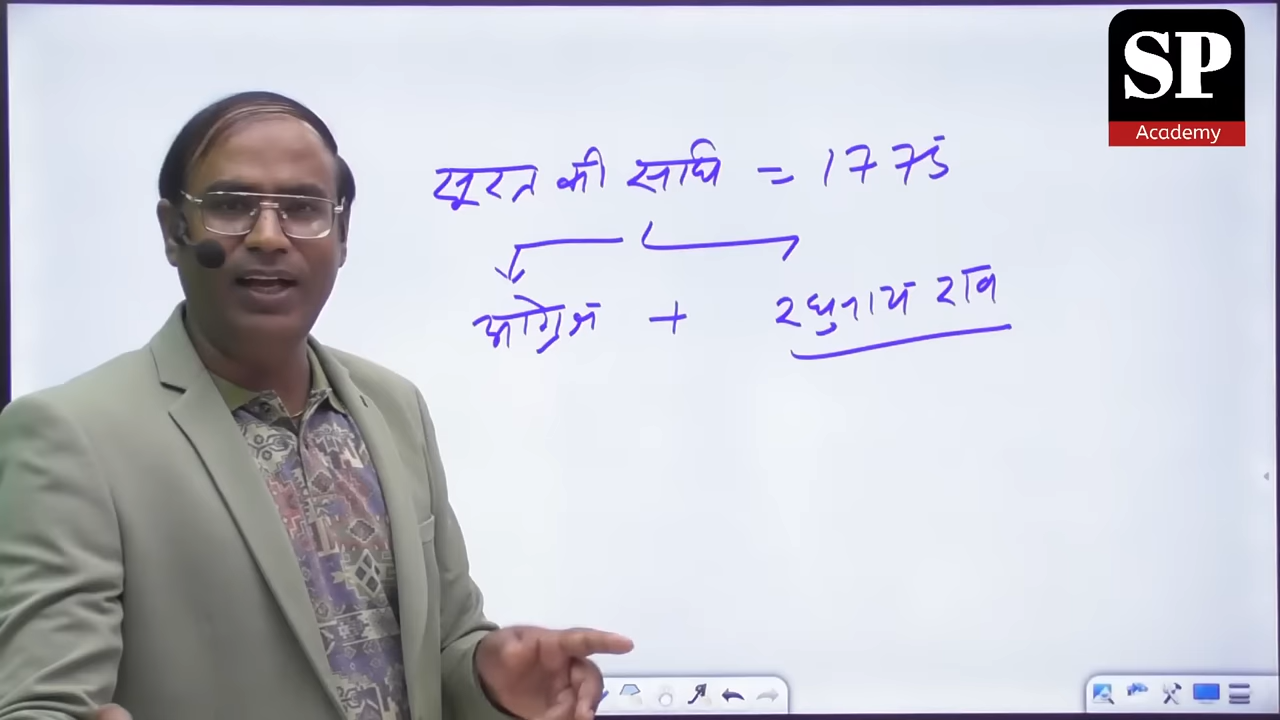 SP
Academy
सूरत की संधि = 1775
अंग्रेज + रघुनाथ राव